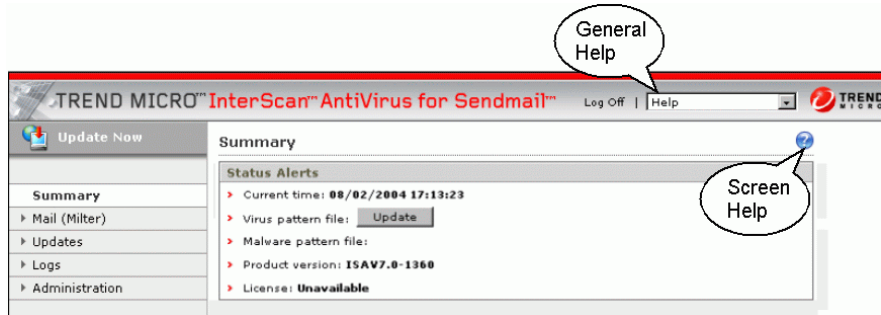 General
Help
TREND MICRO™ InterScan™ AntiVirus for Sendmail™ Log Off | Help TREND MICRO
Update Now
Summary
Status Alerts
Summary
Current time: 08/02/2004 17:13:23
Mail (Milter)
Virus pattern file: Update
Updates
Malware pattern file:
Logs
Product version: ISAV7.0-1360
Administration
License: Unavailable
Screen
Help